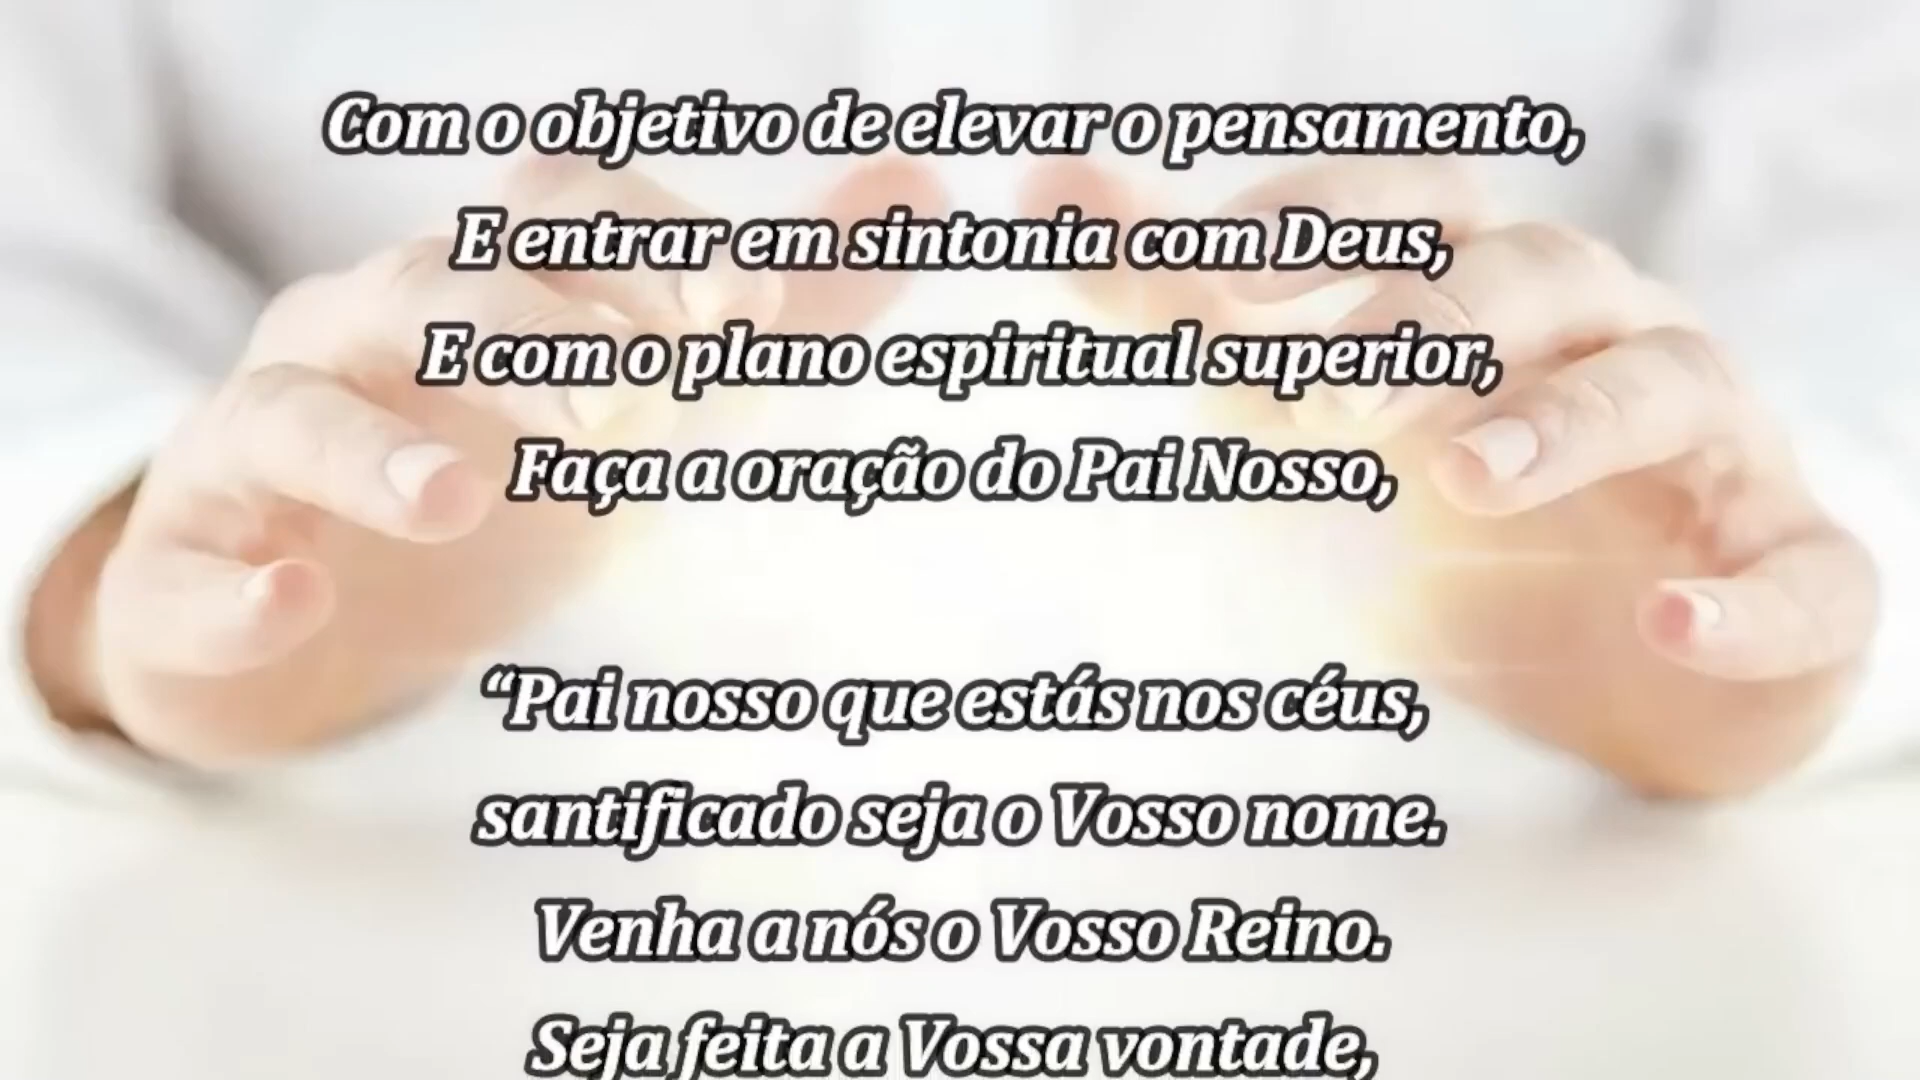 Com o objetivo de elevar o pensamento,
E entrar em sintonia com Deus,
E com o plano espiritual superior,
Faça a oração do Pai Nosso,
“Pai nosso que estás nos céus,
santificado seja o Vosso nome.
Venha a nós o Vosso Reino.
Seja feita a Vossa vontade,